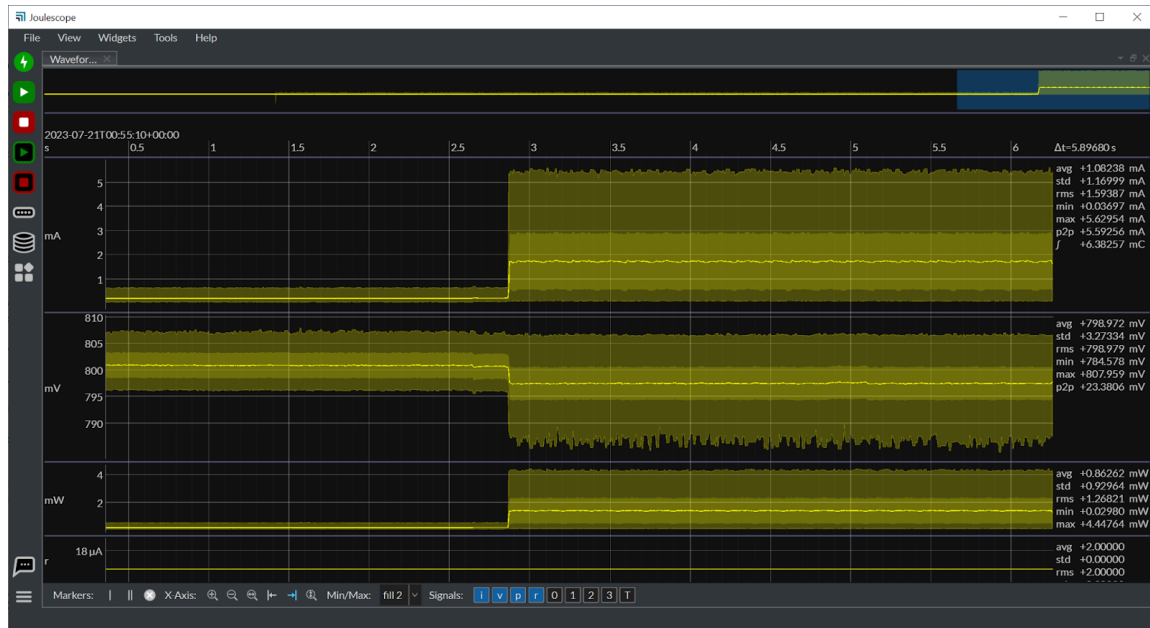 Joulescope
File View Widgets Tools Help
Wavefor...
2023-07-21T00:55:10+00:00
s 0.5 1 1.5 2 2.5 3 3.5 4 4.5 5 5.5 6 Δt=5.89680 s
mA
5
4
3
2
1
avg +1.08238 mA
std +1.16999 mA
rms +1.59387 mA
min +0.03697 mA
max +5.62954 mA
p2p +5.59256 mA
∫ +6.38257 mC
mV
810
805
800
795
790
avg +798.972 mV
std +3.27334 mV
rms +798.979 mV
min +784.578 mV
max +807.959 mV
p2p +23.3806 mV
mW
4
2
avg +0.86262 mW
std +0.92964 mW
rms +1.26821 mW
min +0.02980 mW
max +4.44764 mW
r
18 µA
avg +2.00000
std +0.00000
rms +2.00000
Markers: X-Axis: Min/Max: fill 2 Signals: i v p r 0 1 2 3 T